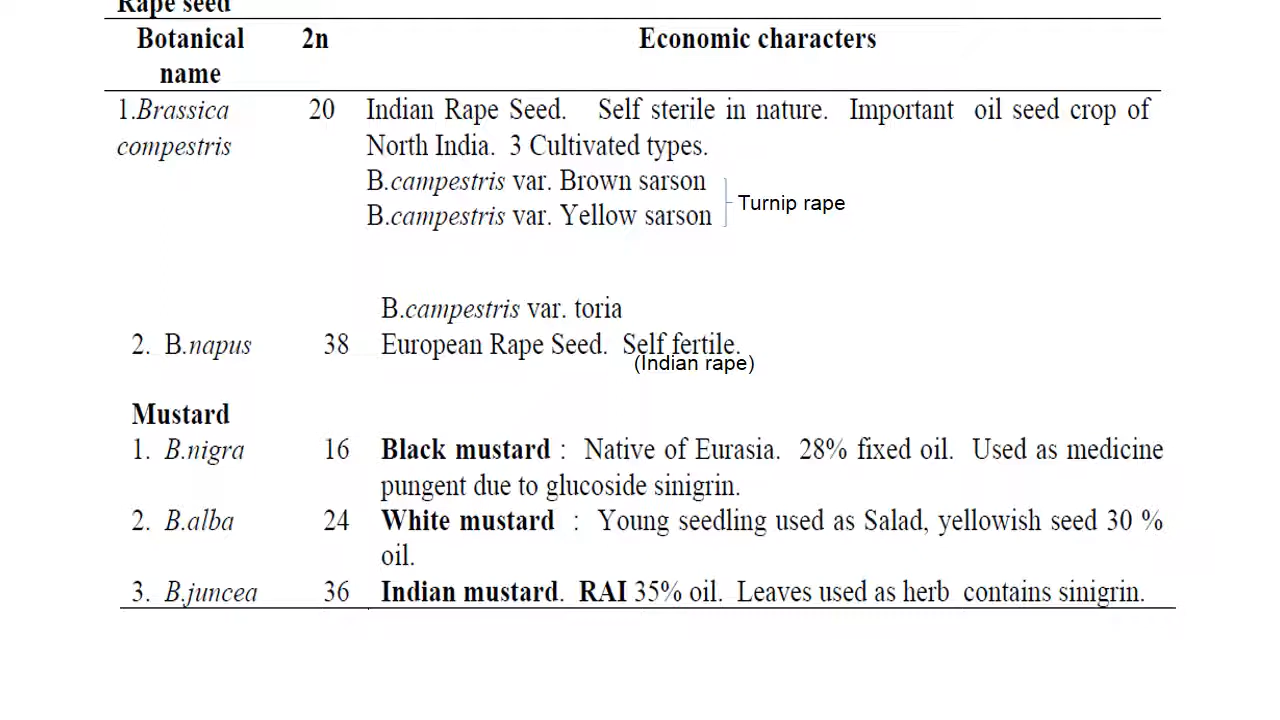 Rape seed
Botanical name 2n Economic characters
1.Brassica compestris 20 Indian Rape Seed. Self sterile in nature. Important oil seed crop of
North India. 3 Cultivated types.
B.campestris var. Brown sarson
B.campestris var. Yellow sarson
Turnip rape
B.campestris var. toria
2. B.napus 38 European Rape Seed. Self fertile.
(Indian rape)
Mustard
1. B.nigra 16 Black mustard : Native of Eurasia. 28% fixed oil. Used as medicine
pungent due to glucoside sinigrin.
2. B.alba 24 White mustard : Young seedling used as Salad, yellowish seed 30 %
oil.
3. B.juncea 36 Indian mustard. RAI 35% oil. Leaves used as herb contains sinigrin.